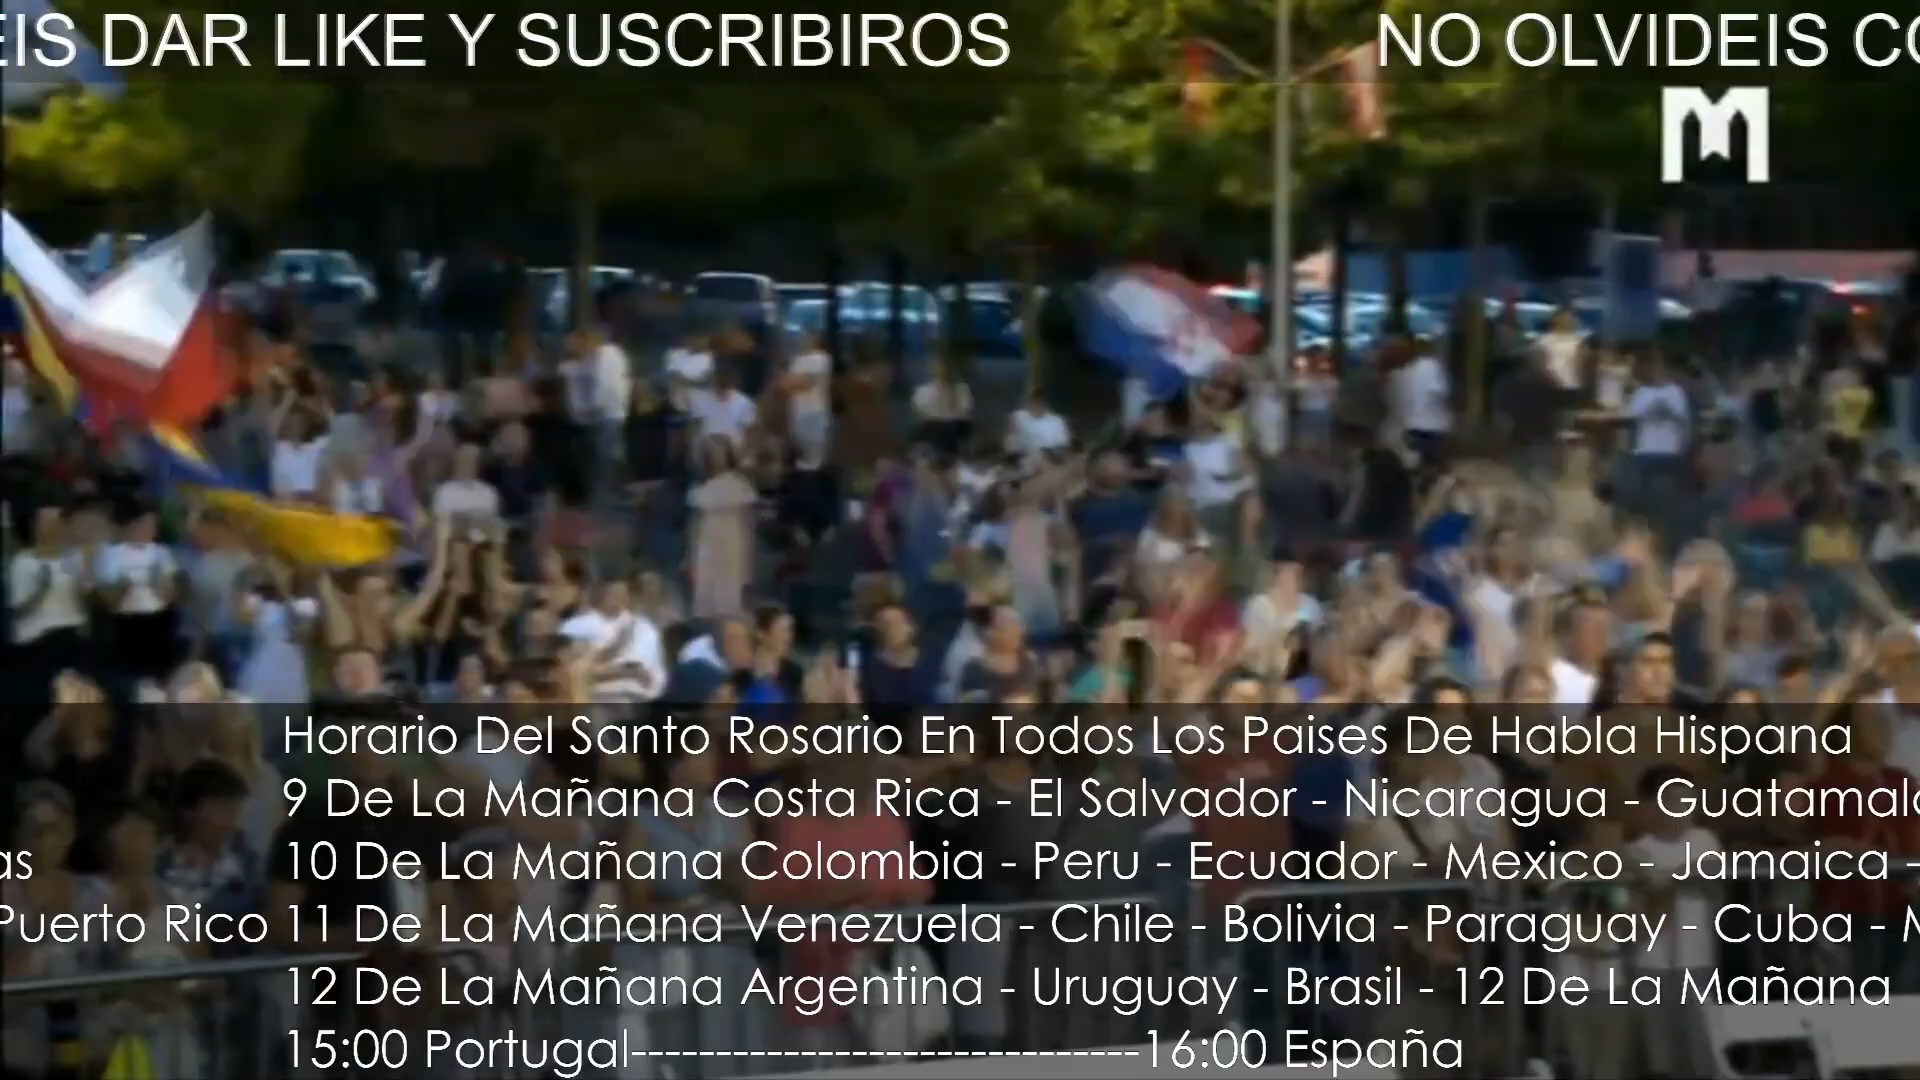 EIS DAR LIKE Y SUSCRIBIROS NO OLVIDEIS CO
Horario Del Santo Rosario En Todos Los Paises De Habla Hispana
9 De La Mañana Costa Rica - El Salvador - Nicaragua - Guatamala
as 10 De La Mañana Colombia - Peru - Ecuador - Mexico - Jamaica -
Puerto Rico 11 De La Mañana Venezuela - Chile - Bolivia - Paraguay - Cuba - M
12 De La Mañana Argentina - Uruguay - Brasil - 12 De La Mañana
15:00 Portugal------------------------------16:00 España